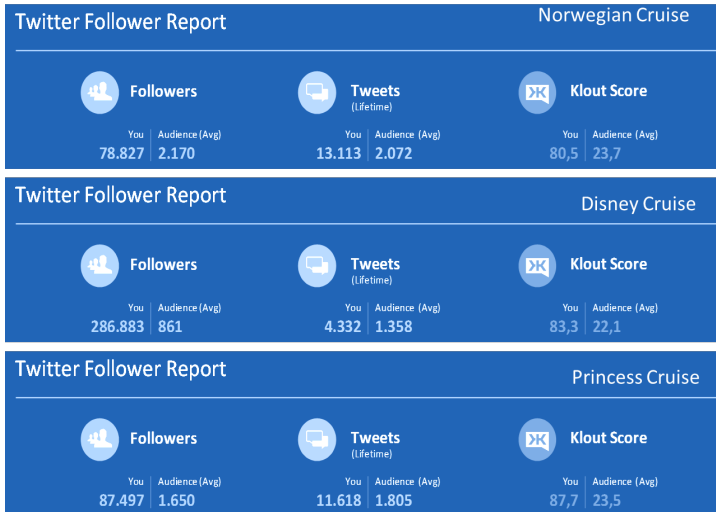 Twitter Follower Report Norwegian Cruise
Followers Tweets Klout Score
(Lifetime)
You Audience (Avg) You Audience (Avg) You Audience (Avg)
78.827 2.170 13.113 2.072 80,5 23,7
Twitter Follower Report Disney Cruise
Followers Tweets Klout Score
(Lifetime)
You Audience (Avg) You Audience (Avg) You Audience (Avg)
286.883 861 4.332 1.358 83,3 22,1
Twitter Follower Report Princess Cruise
Followers Tweets Klout Score
(Lifetime)
You Audience (Avg) You Audience (Avg) You Audience (Avg)
87.497 1.650 11.618 1.805 87,7 23,5